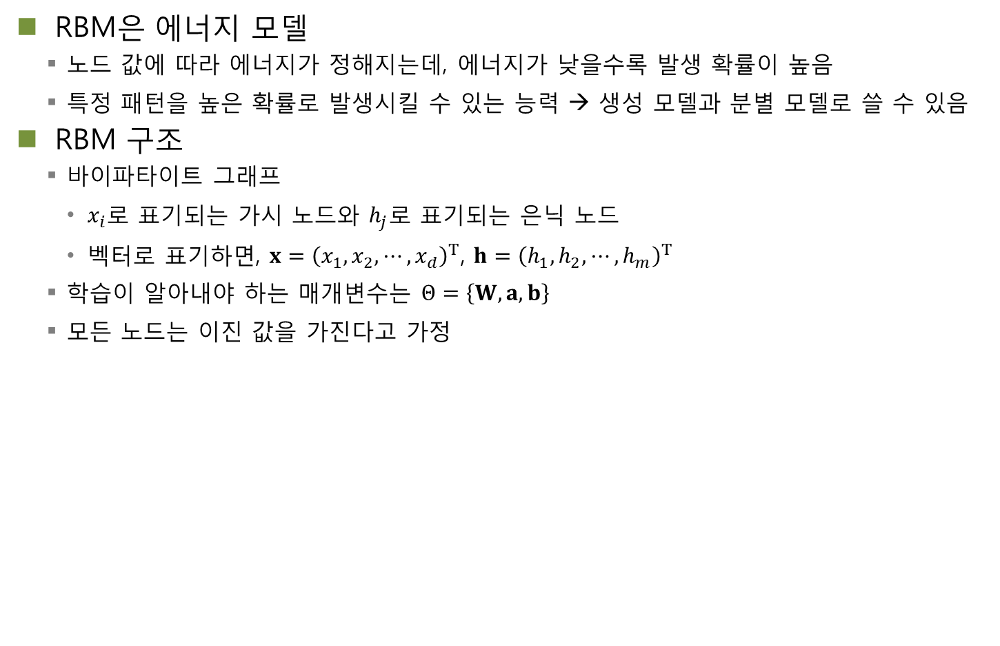 ■ RBM은 에너지 모델
▪ 노드 값에 따라 에너지가 정해지는데, 에너지가 낮을수록 발생 확률이 높음
▪ 특정 패턴을 높은 확률로 발생시킬 수 있는 능력 → 생성 모델과 분별 모델로 쓸 수 있음
■ RBM 구조
▪ 바이파타이트 그래프
• $x_i$로 표기되는 가시 노드와 $h_j$로 표기되는 은닉 노드
• 벡터로 표기하면, $\mathbf{x} = (x_1, x_2, \cdots, x_d)^{\mathrm{T}}$, $\mathbf{h} = (h_1, h_2, \cdots, h_m)^{\mathrm{T}}$
▪ 학습이 알아내야 하는 매개변수는 $\Theta = \{\mathbf{W}, \mathbf{a}, \mathbf{b}\}$
▪ 모든 노드는 이진 값을 가진다고 가정